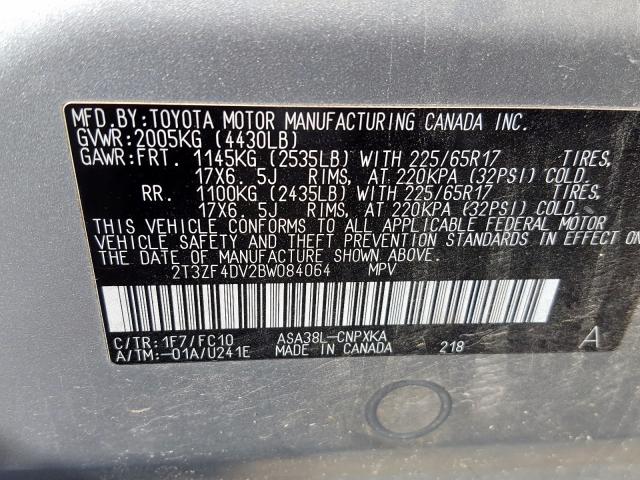 MFD.BY:TOYOTA MOTOR MANUFACTURING CANADA INC.
GVWR:2005KG (4430LB)
GAWR:FRT. 1145KG (2535LB) WITH 225/65R17 TIRES,
17X6.5J RIMS, AT 220KPA (32PSI) COLD.
RR. 1100KG (2435LB) WITH 225/65R17 TIRES,
17X6.5J RIMS, AT 220KPA (32PSI) COLD.
THIS VEHICLE CONFORMS TO ALL APPLICABLE FEDERAL MOTOR
VEHICLE SAFETY AND THEFT PREVENTION STANDARDS IN EFFECT ON
THE DATE OF MANUFACTURE SHOWN ABOVE.
2T3ZF4DV2BW084064 MPV
C/TR:1F7/FC10 ASA38L-CNPXKA A
A/TM:-01A/U241E MADE IN CANADA 218